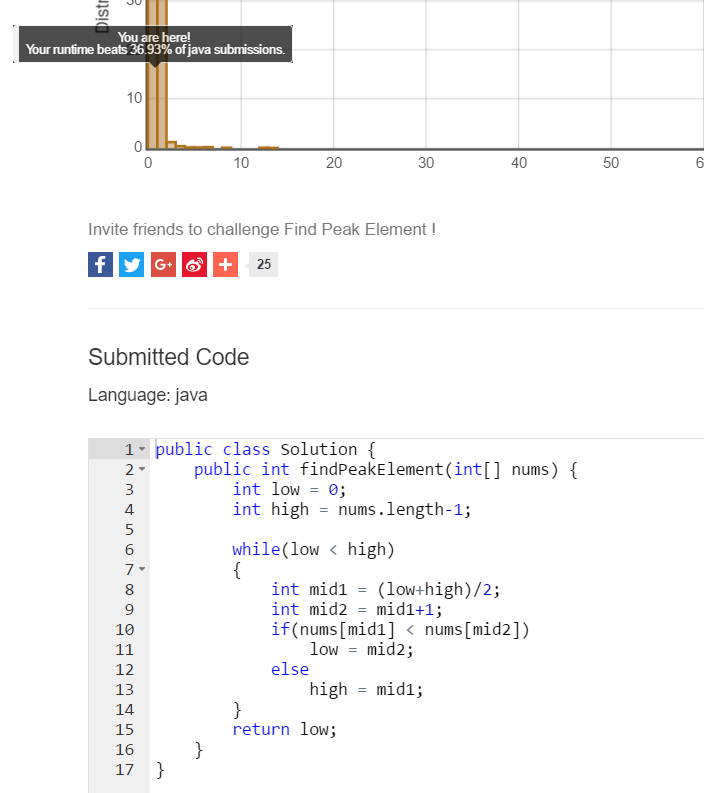 30
Distr
You are here!
Your runtime beats 36.93% of java submissions.
10
0
0 10 20 30 40 50 6
Invite friends to challenge Find Peak Element !
f G+ + 25
Submitted Code
Language: java
1 public class Solution {
2     public int findPeakElement(int[] nums) {
3         int low = 0;
4         int high = nums.length-1;
5
6         while(low < high)
7         {
8             int mid1 = (low+high)/2;
9             int mid2 = mid1+1;
10             if(nums[mid1] < nums[mid2])
11                 low = mid2;
12             else
13                 high = mid1;
14         }
15         return low;
16     }
17 }